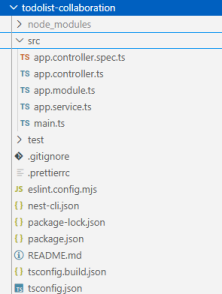 todolist-collaboration
node_modules
src
TS app.controller.spec.ts
TS app.controller.ts
TS app.module.ts
TS app.service.ts
TS main.ts
test
.gitignore
.prettierrc
JS eslint.config.mjs
{} nest-cli.json
{} package-lock.json
{} package.json
README.md
tsconfig.build.json
TS tsconfig.json